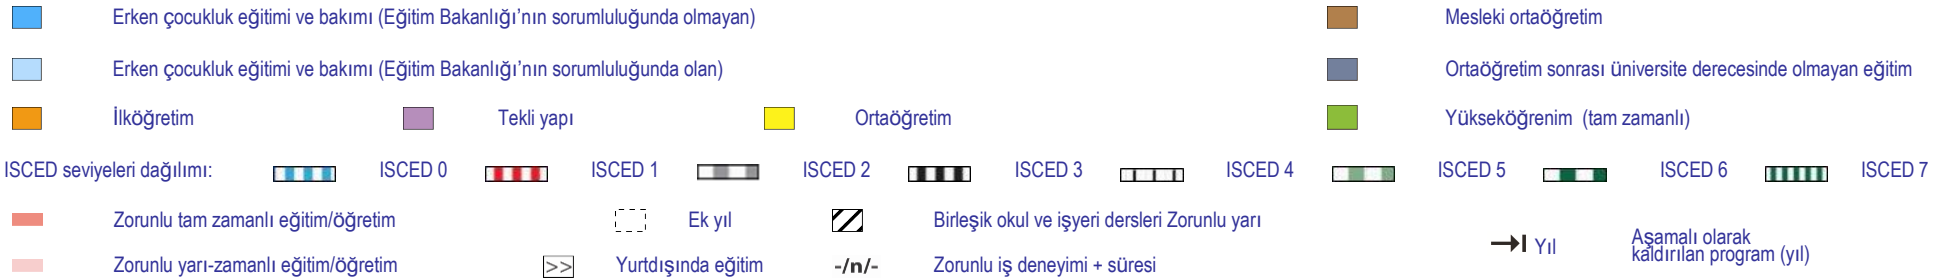 Erken çocukluk eğitimi ve bakımı (Eğitim Bakanlığı’nın sorumluluğunda olmayan)
Mesleki ortaöğretim
Erken çocukluk eğitimi ve bakımı (Eğitim Bakanlığı’nın sorumluluğunda olan)
Ortaöğretim sonrası üniversite derecesinde olmayan eğitim
İlköğretim
Tekli yapı
Ortaöğretim
Yükseköğrenim (tam zamanlı)
ISCED seviyeleri dağılımı: ISCED 0 ISCED 1 ISCED 2 ISCED 3 ISCED 4 ISCED 5 ISCED 6 ISCED 7
Zorunlu tam zamanlı eğitim/öğretim
Ek yıl
Birleşik okul ve işyeri dersleri Zorunlu yarı
Yıl
Aşamalı olarak
kaldırılan program (yıl)
Zorunlu yarı-zamanlı eğitim/öğretim
>> Yurtdışında eğitim
-/n/- Zorunlu iş deneyimi + süresi